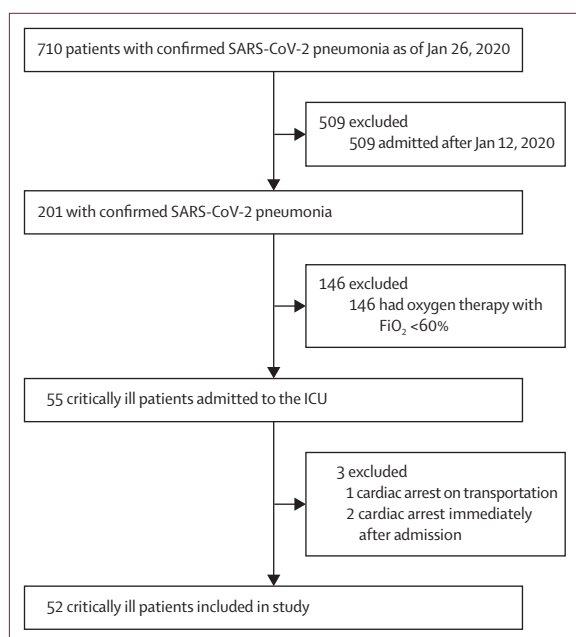 710 patients with confirmed SARS-CoV-2 pneumonia as of Jan 26, 2020
509 excluded
509 admitted after Jan 12, 2020
201 with confirmed SARS-CoV-2 pneumonia
146 excluded
146 had oxygen therapy with
FiO₂ <60%
55 critically ill patients admitted to the ICU
3 excluded
1 cardiac arrest on transportation
2 cardiac arrest immediately
after admission
52 critically ill patients included in study